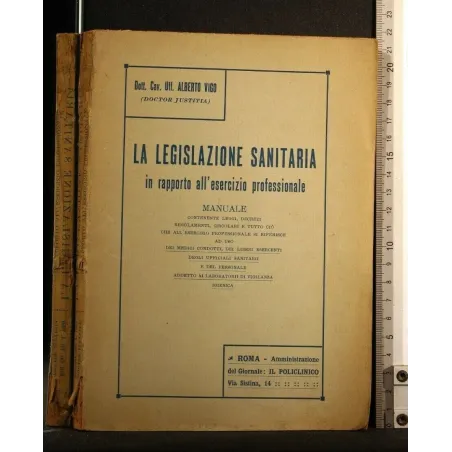 Dott. Cav. Uff. ALBERTO VIGO
(DOCTOR JUSTITIA)
LA LEGISLAZIONE SANITARIA
in rapporto all'esercizio professionale
MANUALE
CONTENENTE LEGGI, DECRETI
REGOLAMENTI, CIRCOLARI E TUTTO CIÒ
CHE ALL'ESERCIZIO PROFESSIONALE SI RIFERISCE
AD USO
DEI MEDICI CONDOTTI, DEI LIBERI ESERCENTI
DEGLI UFFICIALI SANITARI
E DEL PERSONALE
ADDETTO AI LABORATORI DI VIGILANZA
IGIENICA
ROMA - Amministrazione
del Giornale: IL POLICLINICO
Via Sistina, 14 :: :: :: :: ::